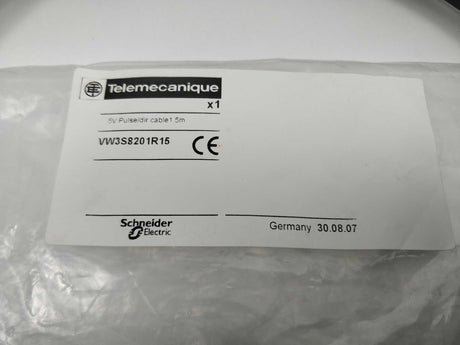 Telemecanique
x1
5V Pulse/dir cable1.5m
VW3S8201R15
CE
Schneider
Electric
Germany 30.08.07